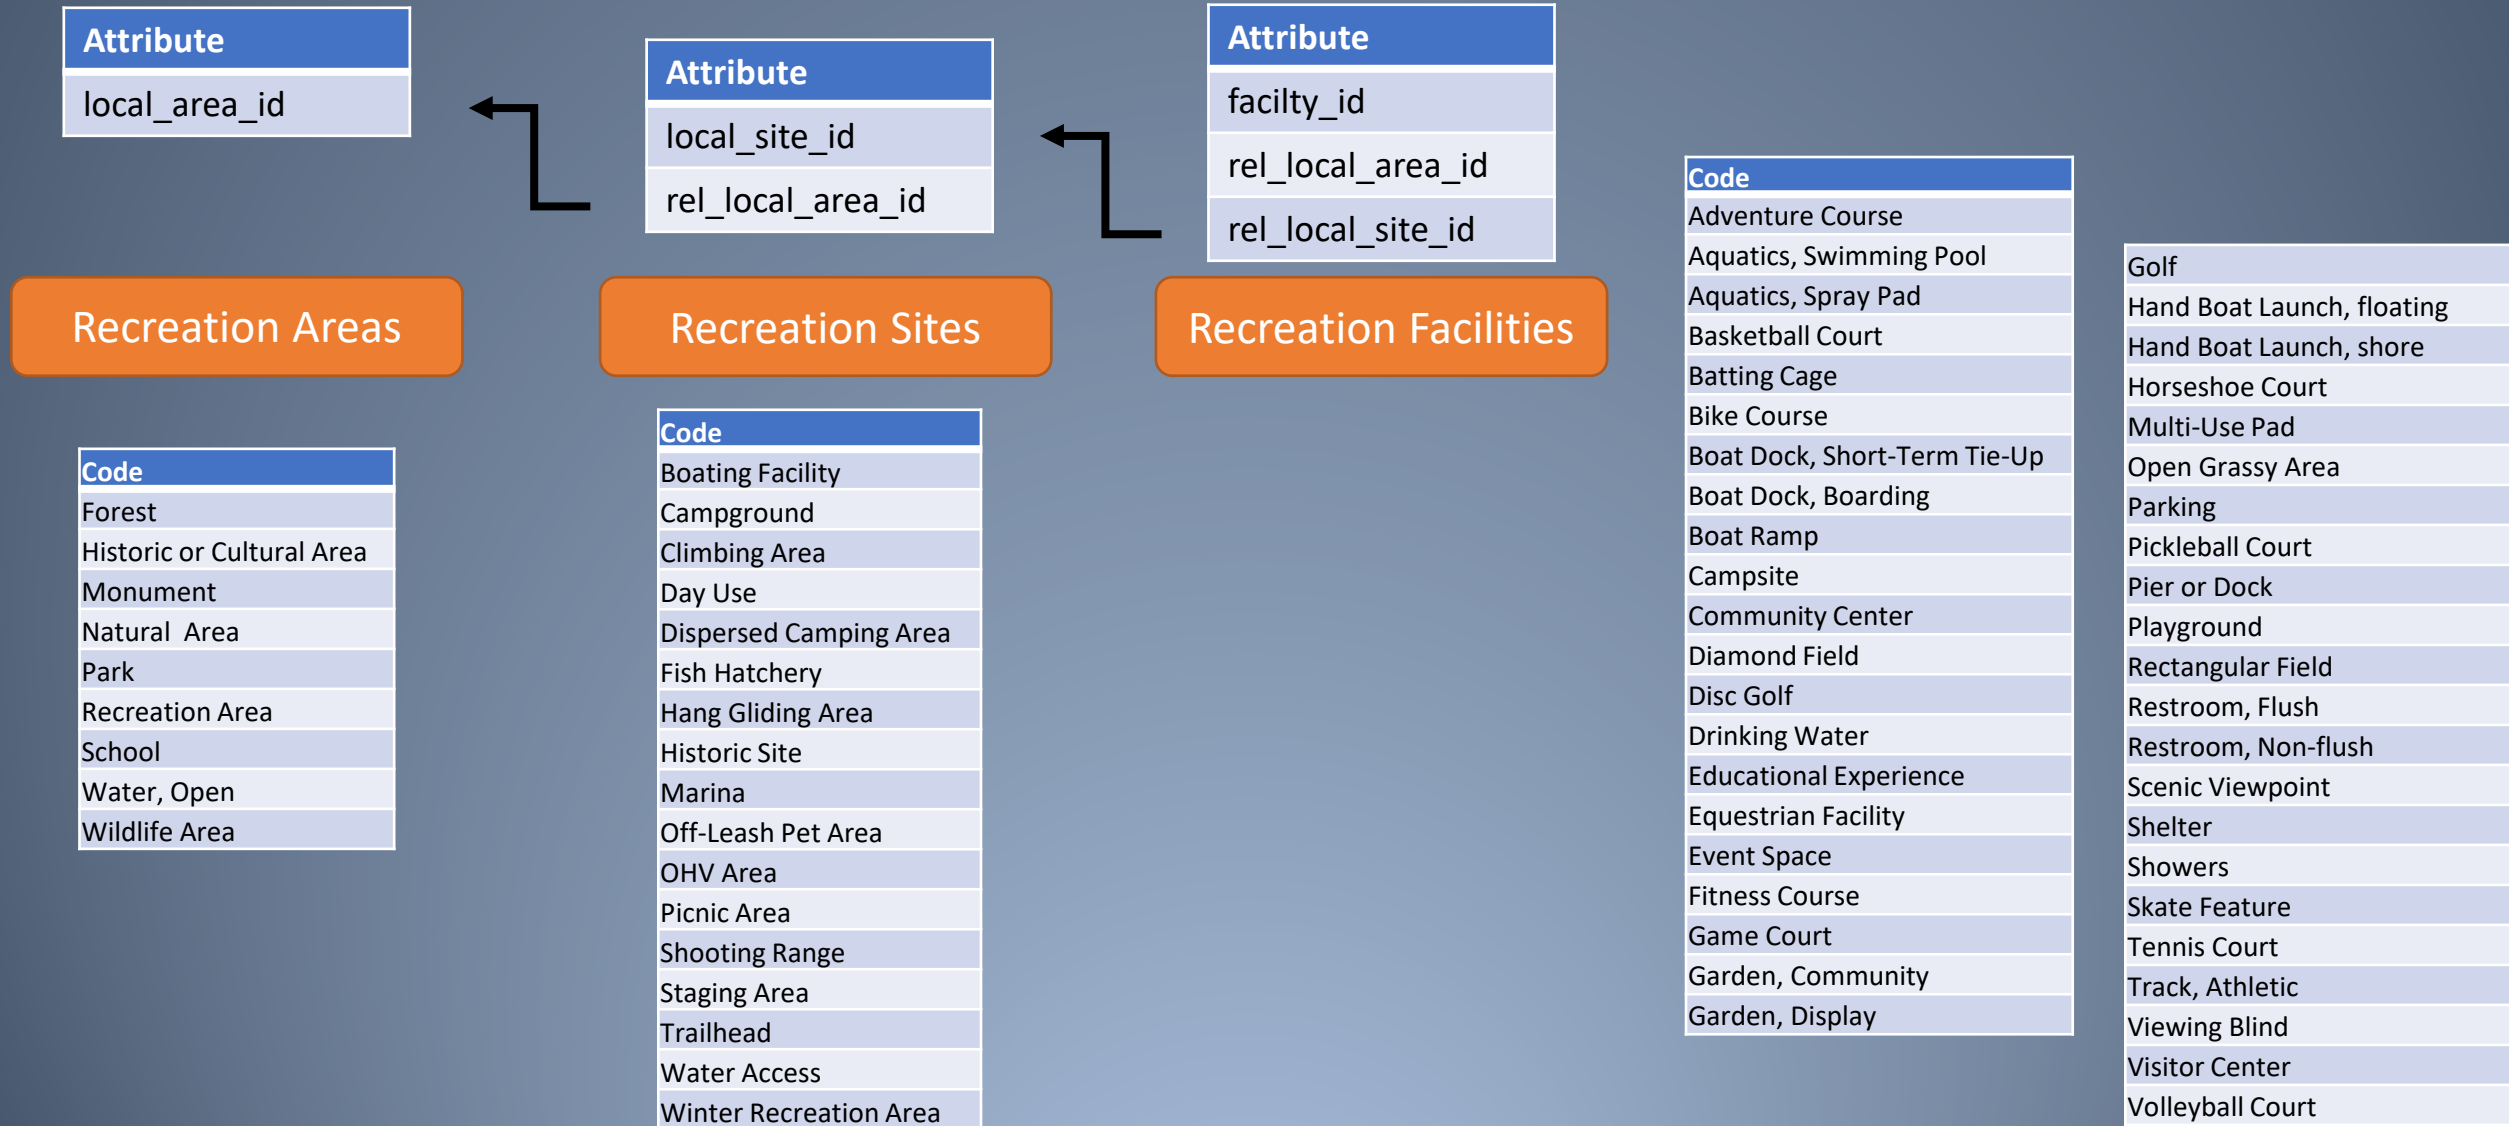 Attribute
local_area_id
Attribute
local_site_id
rel_local_area_id
Attribute
facilty_id
rel_local_area_id
rel_local_site_id
Recreation Areas
Recreation Sites
Recreation Facilities
Code
Forest
Historic or Cultural Area
Monument
Natural  Area
Park
Recreation Area
School
Water, Open
Wildlife Area
Code
Boating Facility
Campground
Climbing Area
Day Use
Dispersed Camping Area
Fish Hatchery
Hang Gliding Area
Historic Site
Marina
Off-Leash Pet Area
OHV Area
Picnic Area
Shooting Range
Staging Area
Trailhead
Water Access
Winter Recreation Area
Code
Adventure Course
Aquatics, Swimming Pool
Aquatics, Spray Pad
Basketball Court
Batting Cage
Bike Course
Boat Dock, Short-Term Tie-Up
Boat Dock, Boarding
Boat Ramp
Campsite
Community Center
Diamond Field
Disc Golf
Drinking Water
Educational Experience
Equestrian Facility
Event Space
Fitness Course
Game Court
Garden, Community
Garden, Display
Golf
Hand Boat Launch, floating
Hand Boat Launch, shore
Horseshoe Court
Multi-Use Pad
Open Grassy Area
Parking
Pickleball Court
Pier or Dock
Playground
Rectangular Field
Restroom, Flush
Restroom, Non-flush
Scenic Viewpoint
Shelter
Showers
Skate Feature
Tennis Court
Track, Athletic
Viewing Blind
Visitor Center
Volleyball Court